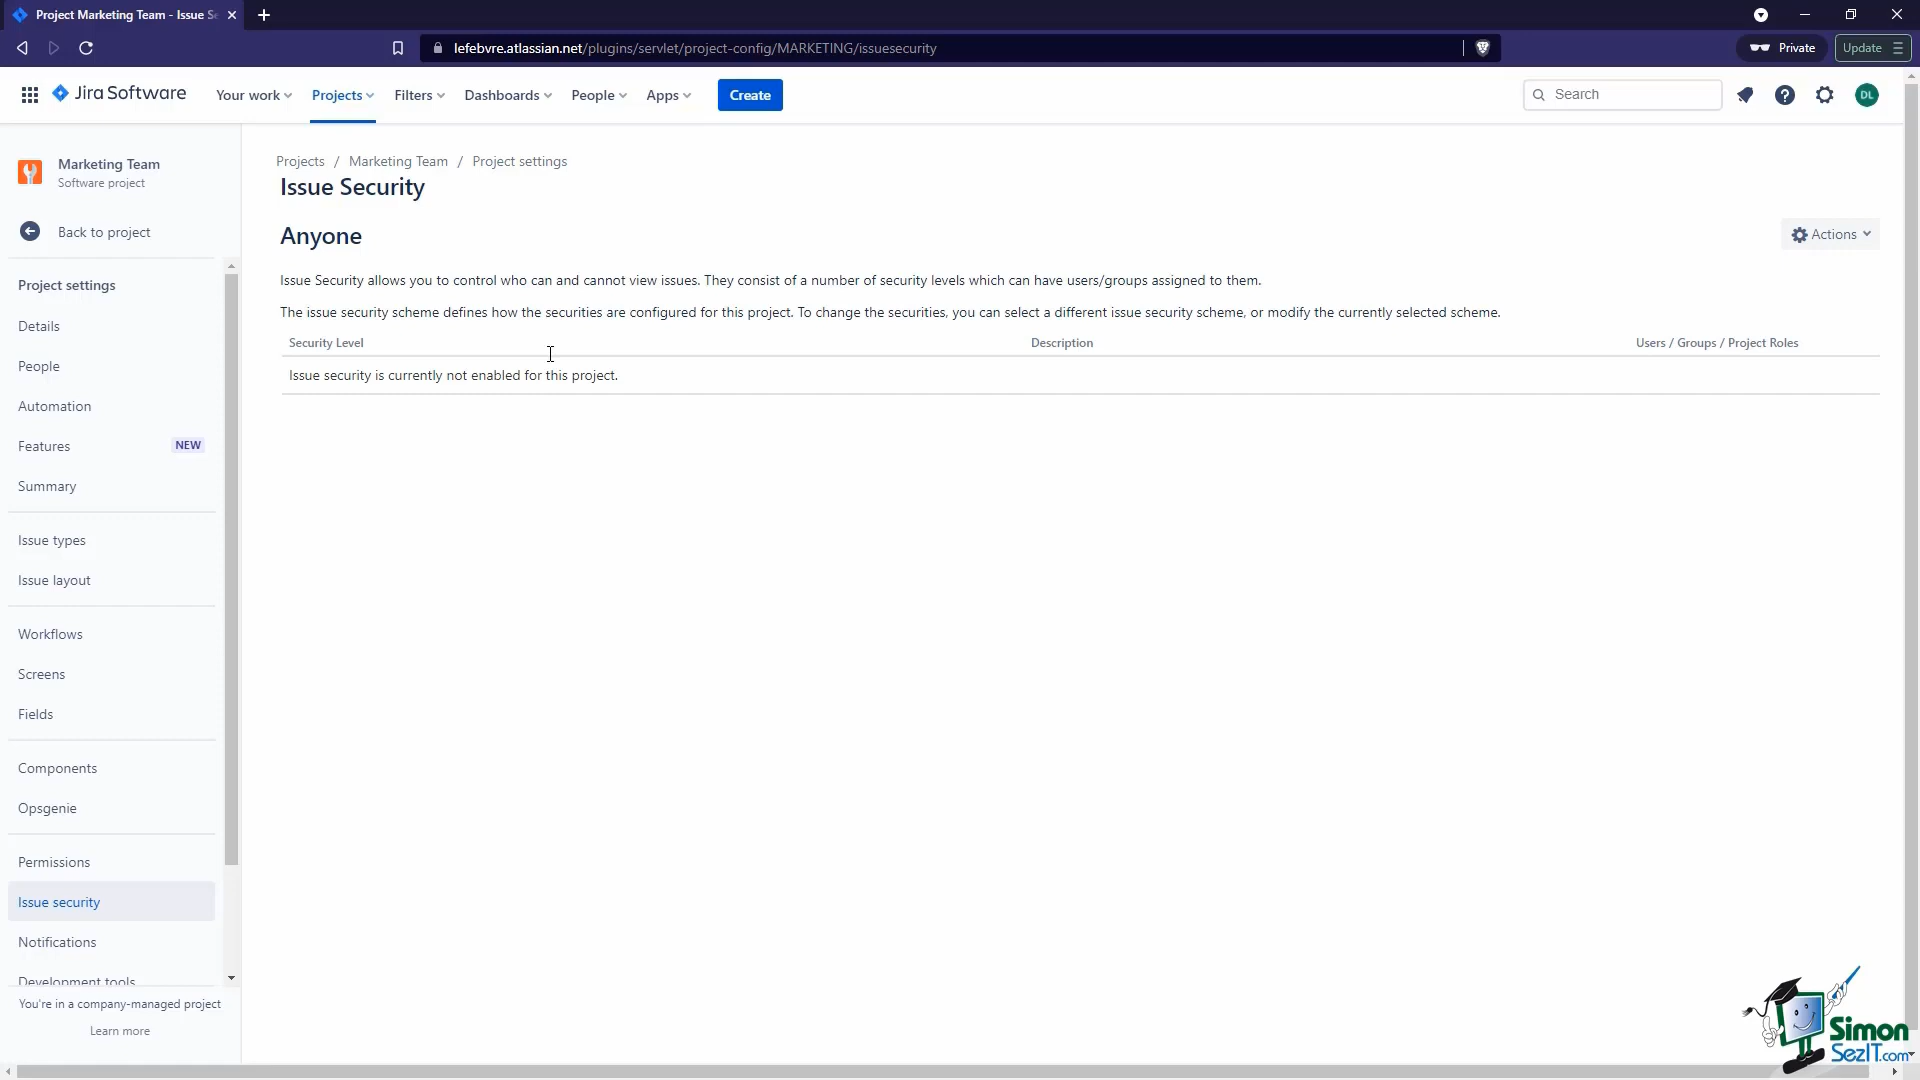 Project Marketing Team - Issue S
lefebvre.atlassian.net/plugins/servlet/project-config/MARKETING/issuesecurity
Private
Update
Jira Software
Your work
Projects
Filters
Dashboards
People
Apps
Create
Search
DL
Marketing Team
Software project
Back to project
Project settings
Details
People
Automation
Features
NEW
Summary
Issue types
Issue layout
Workflows
Screens
Fields
Components
Opsgenie
Permissions
Issue security
Notifications
Development tools
You're in a company-managed project
Learn more
Projects / Marketing Team / Project settings
Issue Security
Anyone
Actions
Issue Security allows you to control who can and cannot view issues. They consist of a number of security levels which can have users/groups assigned to them.
The issue security scheme defines how the securities are configured for this project. To change the securities, you can select a different issue security scheme, or modify the currently selected scheme.
Security Level
Description
Users / Groups / Project Roles
Issue security is currently not enabled for this project.
Simon
SezIT.com